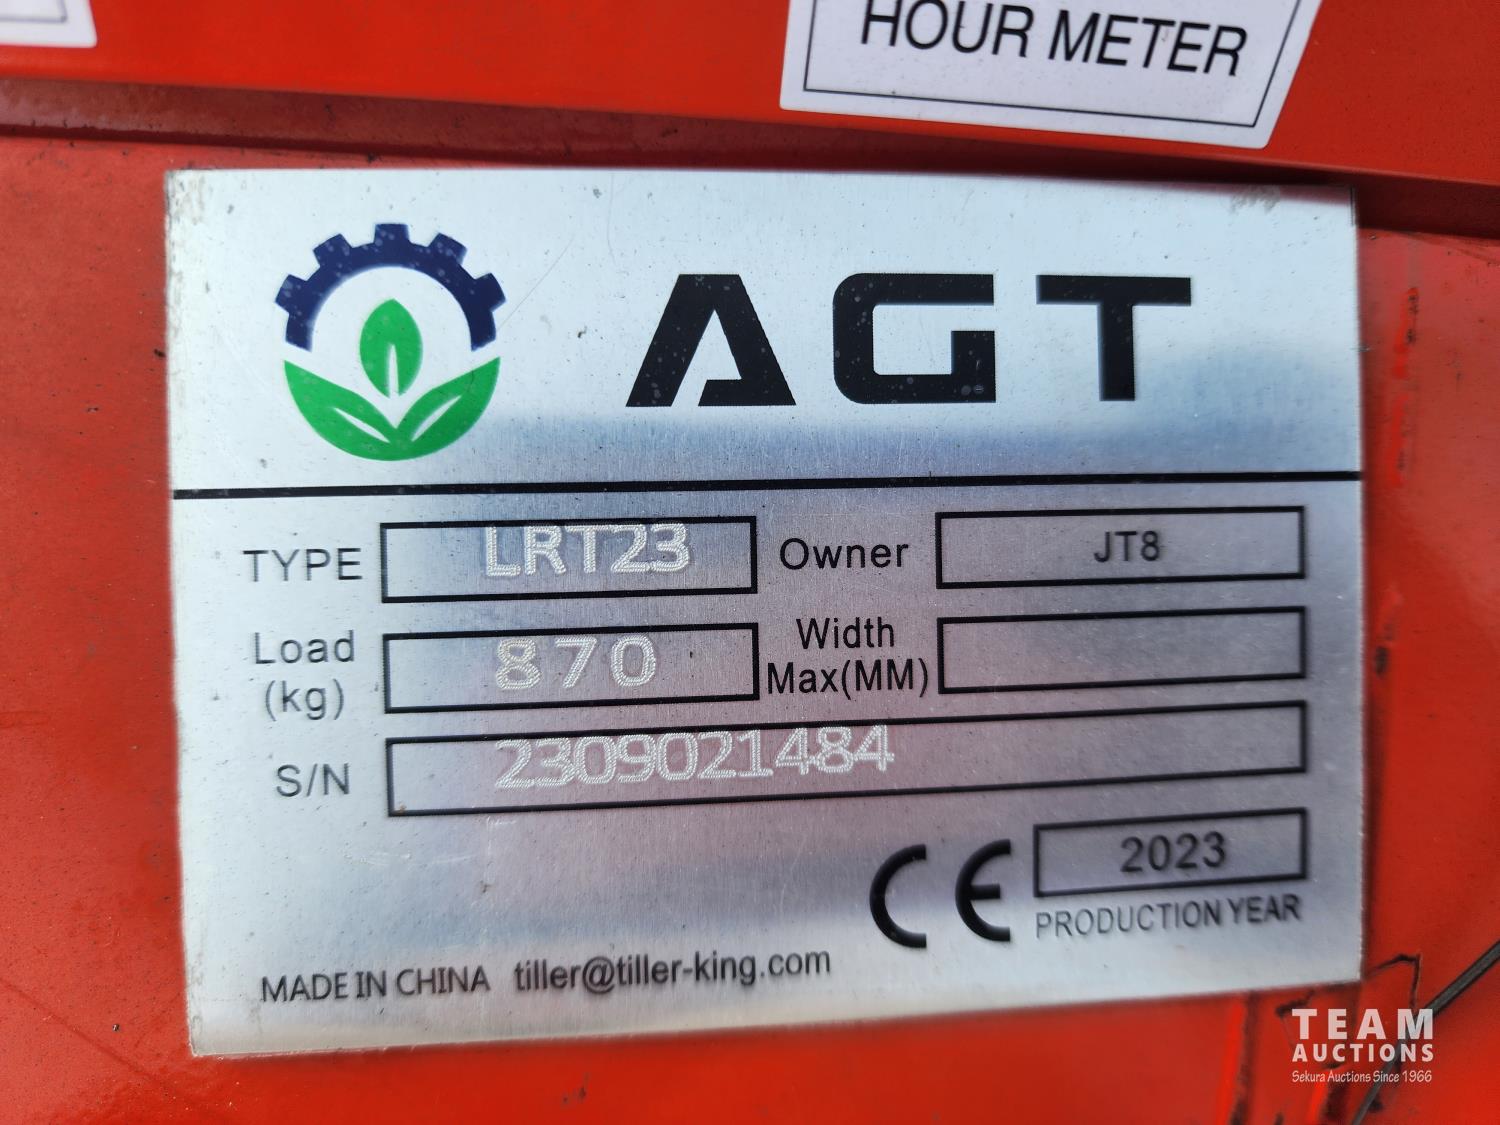 HOUR METER
AGT
TYPE LRT23 Owner JT8
Load (kg) 870 Width Max(MM)
S/N 2309021484
CE 2023
PRODUCTION YEAR
MADE IN CHINA tiller@tiller-king.com
TEAM
AUCTIONS
Sekura Auctions Since 1966